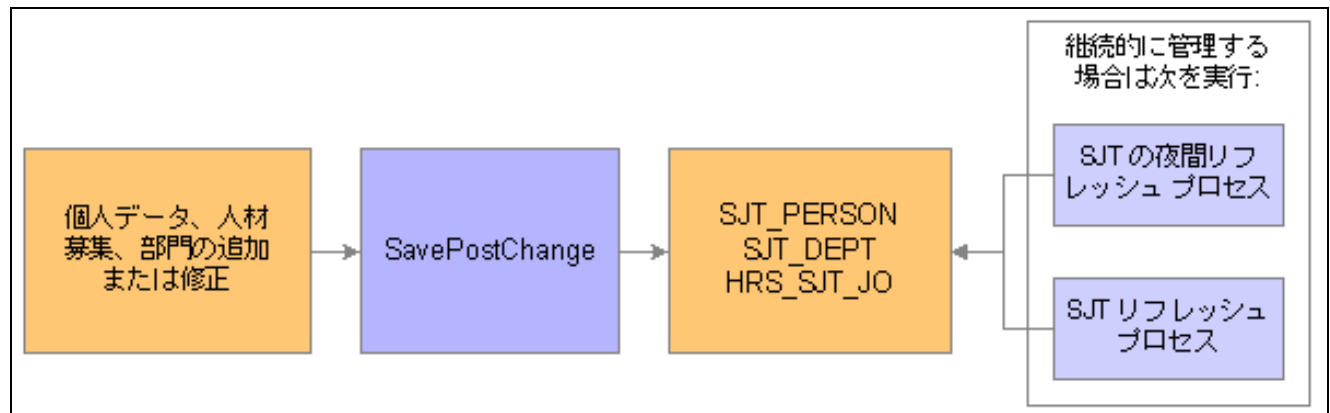 個人データ、人材
募集、部門の追加
または修正
SavePostChange
SJT_PERSON
SJT_DEPT
HRS_SJT_JO
継続的に管理する
場合は次を実行:
SJT の夜間リフ
レッシュ プロセス
SJT リフレッシュ
プロセス